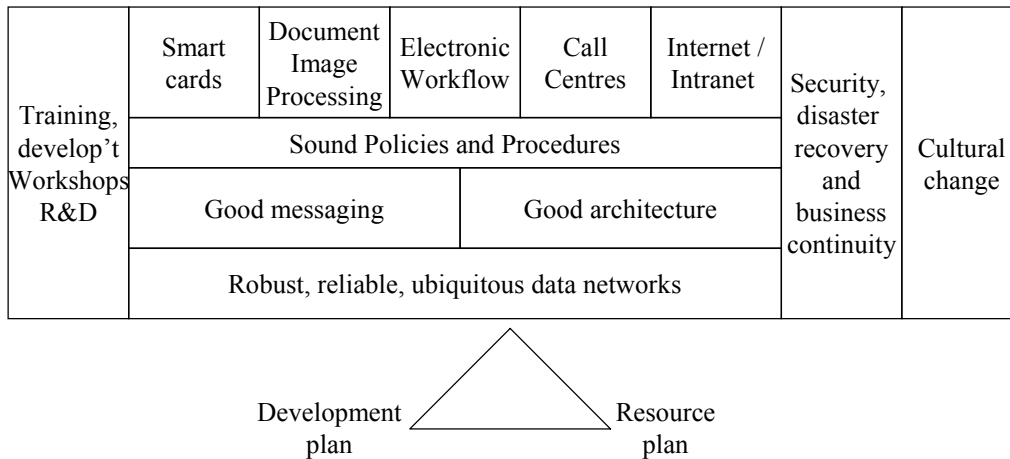 Training,
develop’t
Workshops
R&D
Smart
cards
Document
Image
Processing
Electronic
Workflow
Call
Centres
Internet /
Intranet
Sound Policies and Procedures
Good messaging
Good architecture
Robust, reliable, ubiquitous data networks
Security,
disaster
recovery
and
business
continuity
Cultural
change
Development
plan
Resource
plan